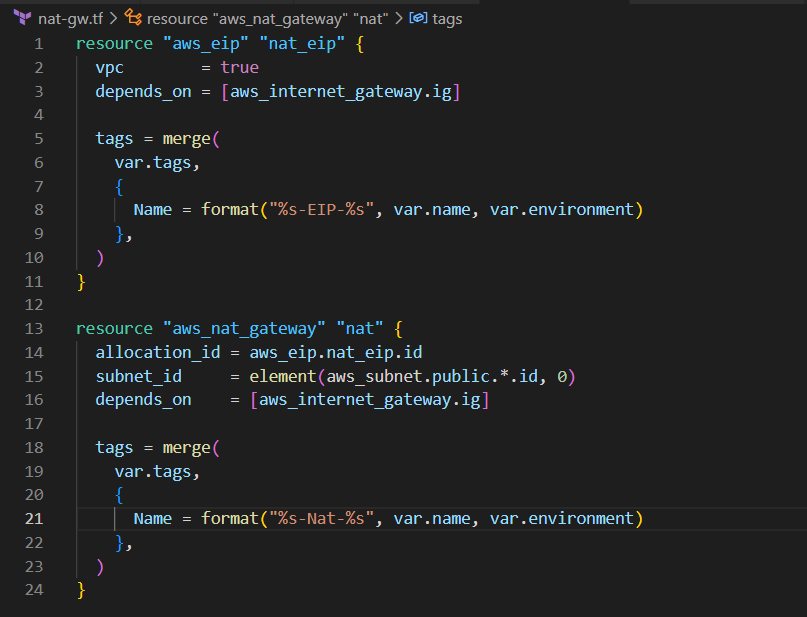 nat-gw.tf > resource "aws_nat_gateway" "nat" > tags
1 resource "aws_eip" "nat_eip" {
2   vpc        = true
3   depends_on = [aws_internet_gateway.ig]
4
5   tags = merge(
6     var.tags,
7     {
8       Name = format("%s-EIP-%s", var.name, var.environment)
9     },
10   )
11 }
12
13 resource "aws_nat_gateway" "nat" {
14   allocation_id = aws_eip.nat_eip.id
15   subnet_id     = element(aws_subnet.public.*.id, 0)
16   depends_on    = [aws_internet_gateway.ig]
17
18   tags = merge(
19     var.tags,
20     {
21       Name = format("%s-Nat-%s", var.name, var.environment)
22     },
23   )
24 }